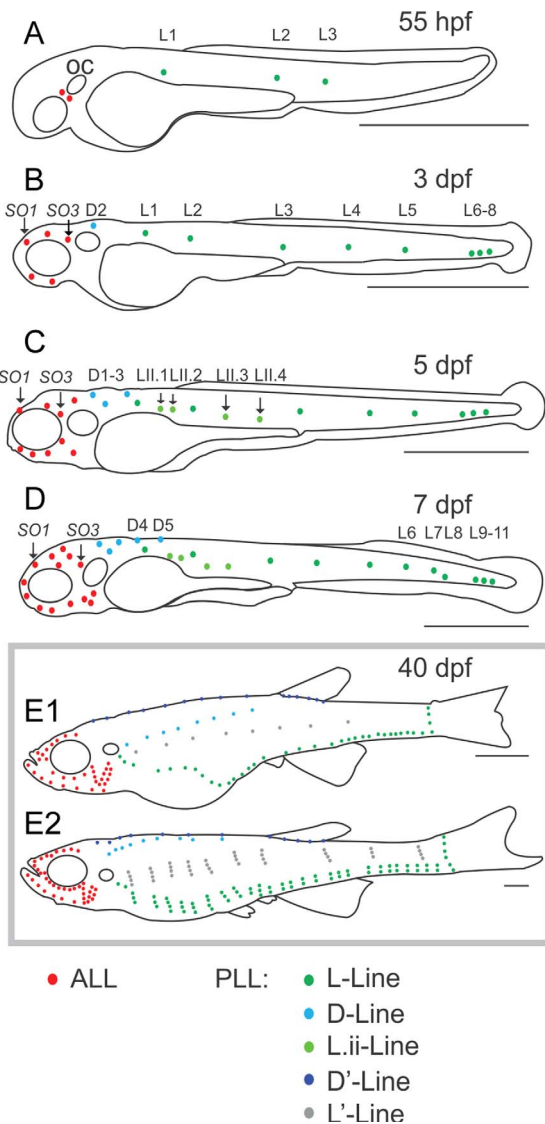 A
55 hpf
L1 L2 L3
OC
B
3 dpf
SO1 SO3 D2 L1 L2 L3 L4 L5 L6-8
C
5 dpf
SO1 SO3 D1-3 LII.1 LII.2 LII.3 LII.4
D
7 dpf
SO1 SO3 D4 D5 L6 L7 L8 L9-11
40 dpf
E1
E2
ALL PLL: L-Line
D-Line
L.ii-Line
D'-Line
L'-Line